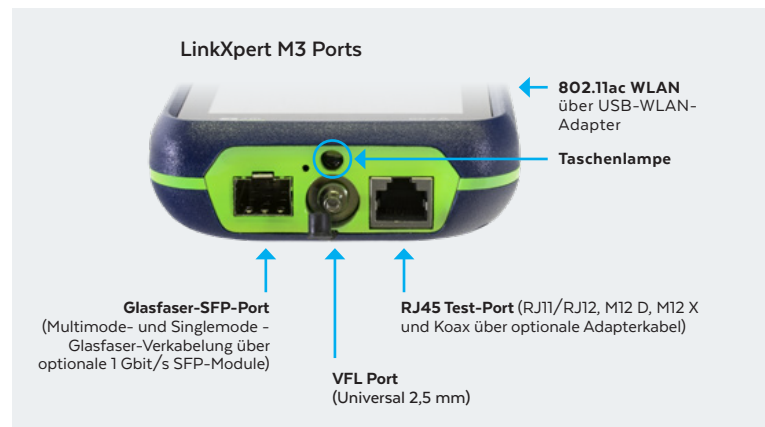 LinkXpert M3 Ports
802.11ac WLAN
über USB-WLAN-
Adapter
Taschenlampe
Glasfaser-SFP-Port
(Multimode- und Singlemode -
Glasfaser-Verkabelung über
optionale 1 Gbit/s SFP-Module)
RJ45 Test-Port (RJ11/RJ12, M12 D, M12 X
und Koax über optionale Adapterkabel)
VFL Port
(Universal 2,5 mm)